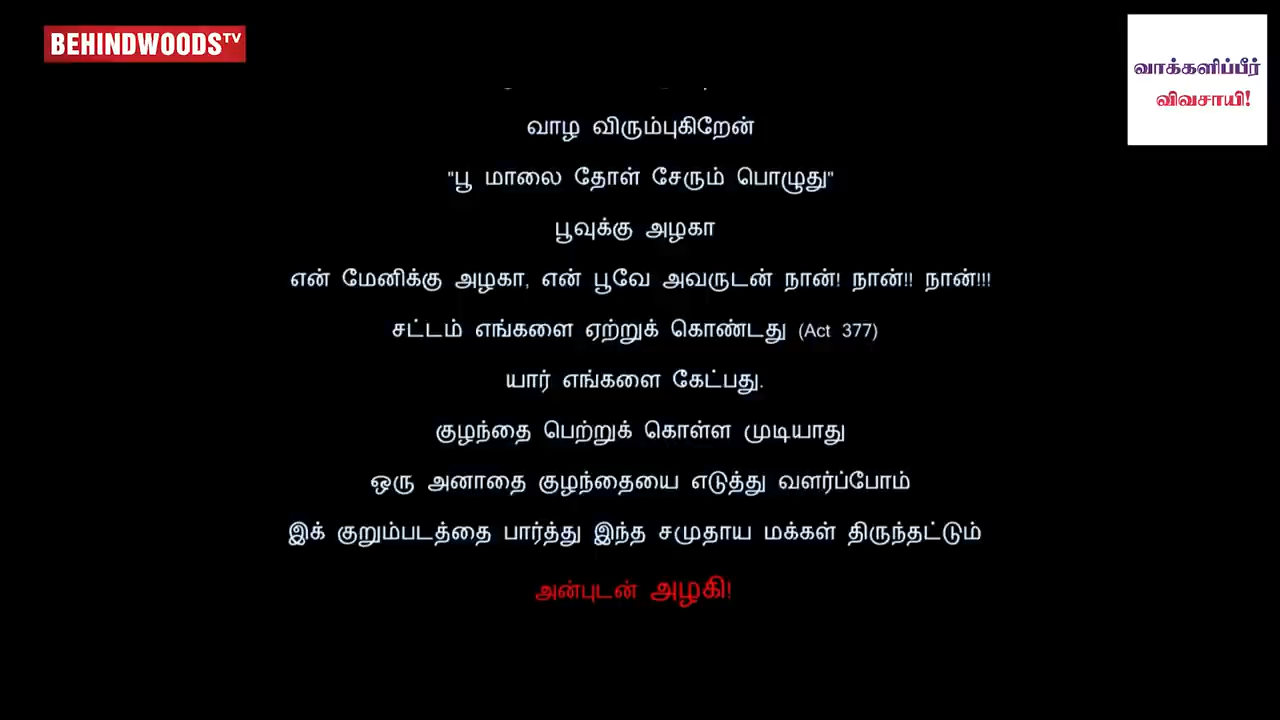 BEHINDWOODS TV
வாக்களிப்பீர்
விவசாயி!
வாழ விரும்புகிறேன்
"பூ மாலை தோள் சேரும் பொழுது"
பூவுக்கு அழகா
என் மேனிக்கு அழகா, என் பூவே அவருடன் நான்! நான்!! நான்!!!
சட்டம் எங்களை ஏற்றுக் கொண்டது (Act 377)
யார் எங்களை கேட்பது.
குழந்தை பெற்றுக் கொள்ள முடியாது
ஒரு அனாதை குழந்தையை எடுத்து வளர்ப்போம்
இக் குறும்படத்தை பார்த்து இந்த சமுதாய மக்கள் திருந்தட்டும்
அன்புடன் அழகி!